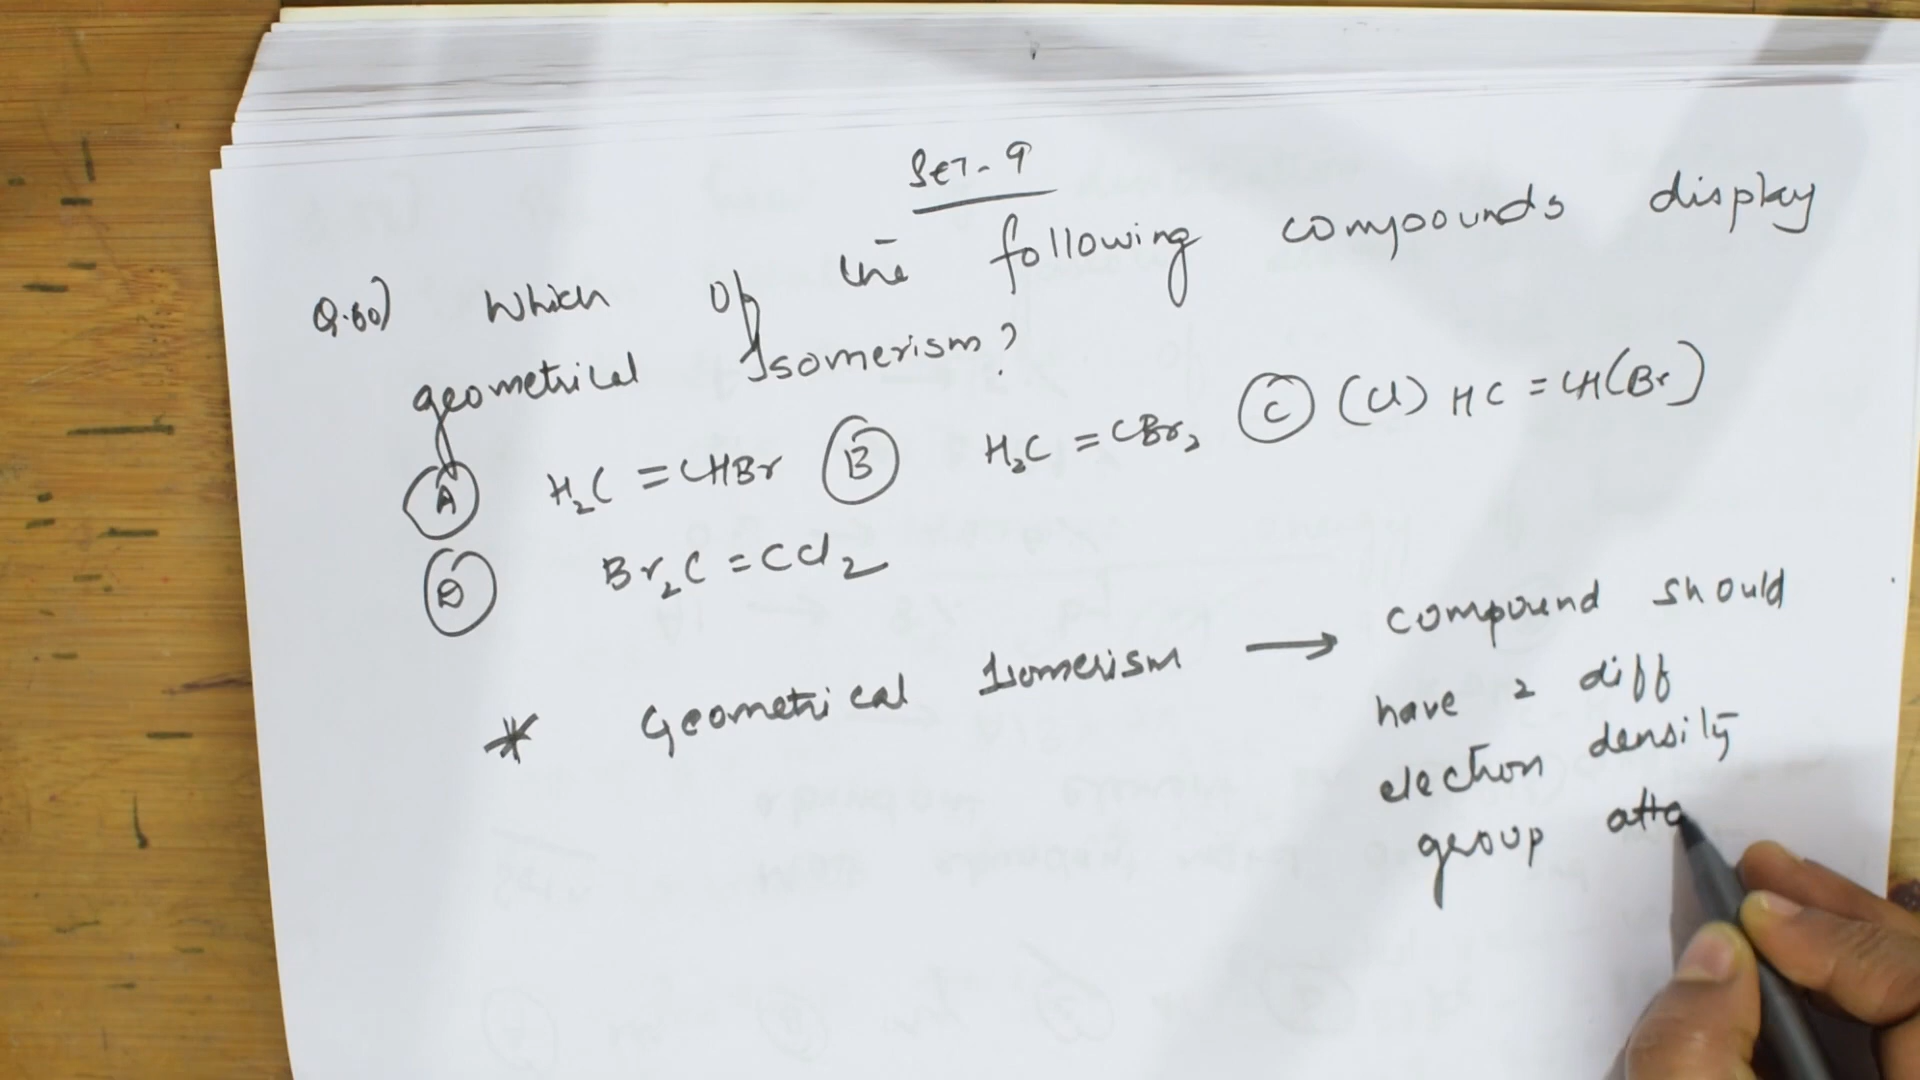 SET-9
Q.60) Which of the following compounds display
geometrical Isomerism?
(A) H₂C = CHBr (B) H₂C = CBr₂ (C) (Cl) HC = CH(Br)
(D) Br₂C = CCl₂
* Geometrical Isomerism → compound should
have 2 diff
electron density
group atta